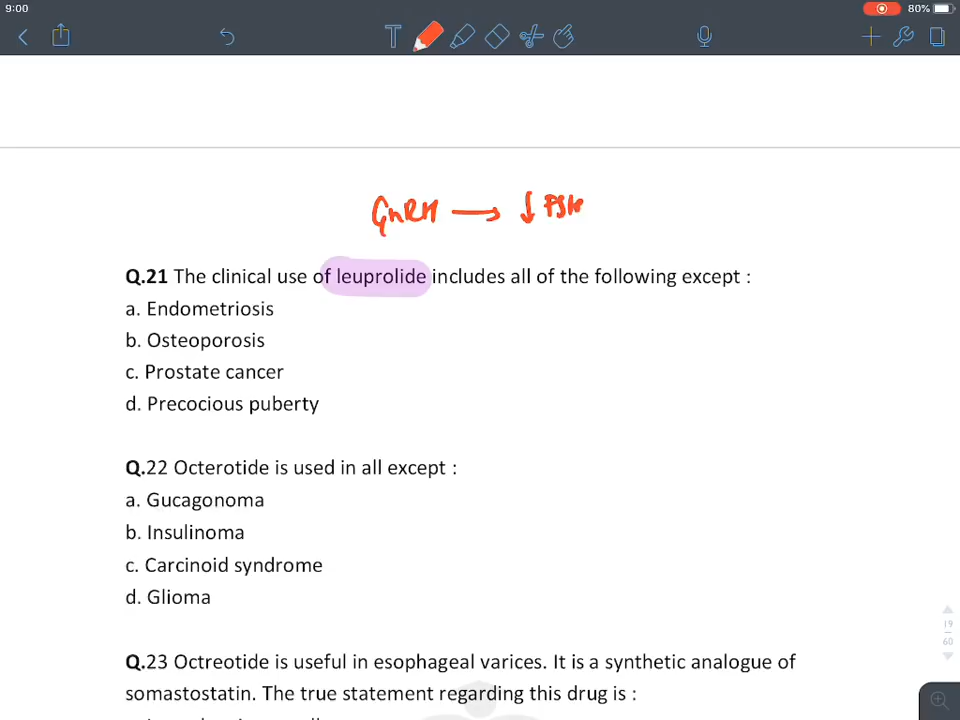 9:00
80%
T
GnRH → ↓ FSH
Q.21 The clinical use of leuprolide includes all of the following except :
a. Endometriosis
b. Osteoporosis
c. Prostate cancer
d. Precocious puberty
Q.22 Octerotide is used in all except :
a. Gucagonoma
b. Insulinoma
c. Carcinoid syndrome
d. Glioma
Q.23 Octreotide is useful in esophageal varices. It is a synthetic analogue of
somastostatin. The true statement regarding this drug is :
19
60